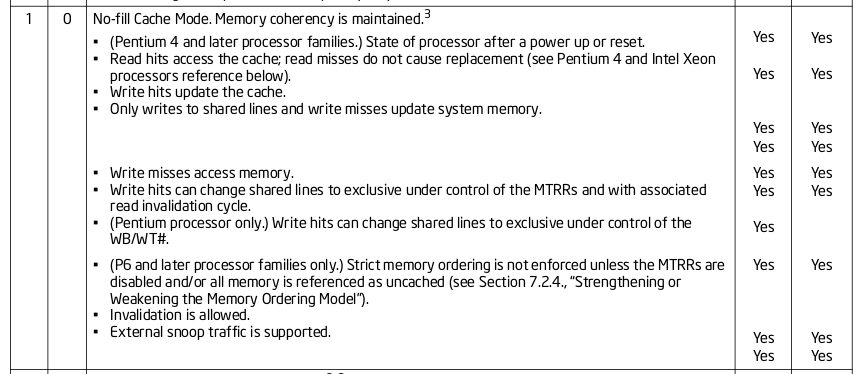 1 0 No-fill Cache Mode. Memory coherency is maintained.3
▪ (Pentium 4 and later processor families.) State of processor after a power up or reset. Yes Yes
▪ Read hits access the cache; read misses do not cause replacement (see Pentium 4 and Intel Xeon
processors reference below). Yes Yes
▪ Write hits update the cache.
▪ Only writes to shared lines and write misses update system memory.
Yes Yes
Yes Yes
▪ Write misses access memory. Yes Yes
▪ Write hits can change shared lines to exclusive under control of the MTRRs and with associated Yes Yes
read invalidation cycle.
▪ (Pentium processor only.) Write hits can change shared lines to exclusive under control of the Yes
WB/WT#.
▪ (P6 and later processor families only.) Strict memory ordering is not enforced unless the MTRRs are Yes Yes
disabled and/or all memory is referenced as uncached (see Section 7.2.4., “Strengthening or
Weakening the Memory Ordering Model”).
▪ Invalidation is allowed.
▪ External snoop traffic is supported. Yes Yes
Yes Yes